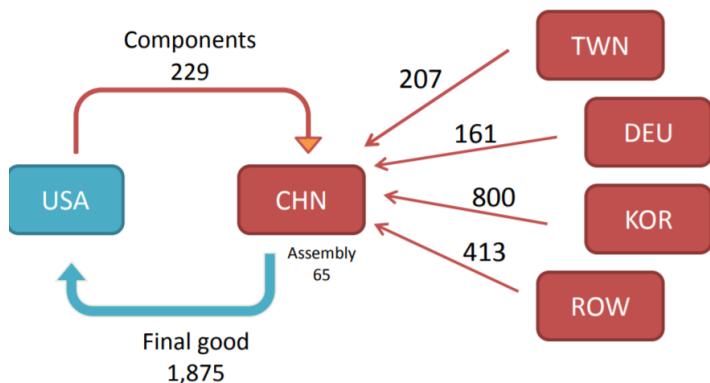 Components
229
TWN
207
DEU
161
USA
CHN
800
KOR
413
Assembly
65
ROW
Final good
1,875